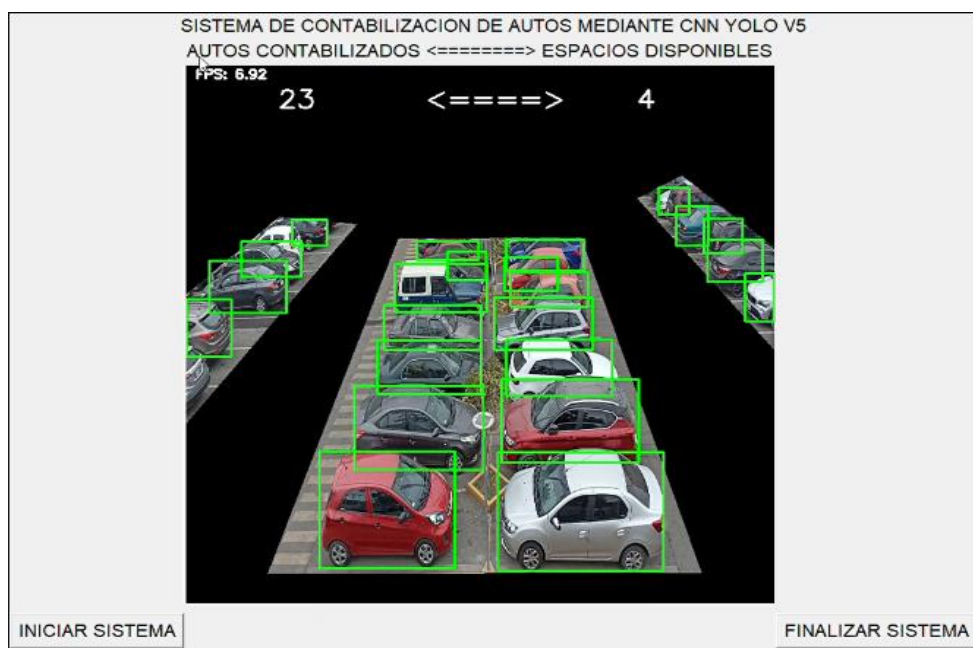 SISTEMA DE CONTABILIZACION DE AUTOS MEDIANTE CNN YOLO V5
AUTOS CONTABILIZADOS <========> ESPACIOS DISPONIBLES
FPS: 6.92
23 <====> 4
INICIAR SISTEMA
FINALIZAR SISTEMA